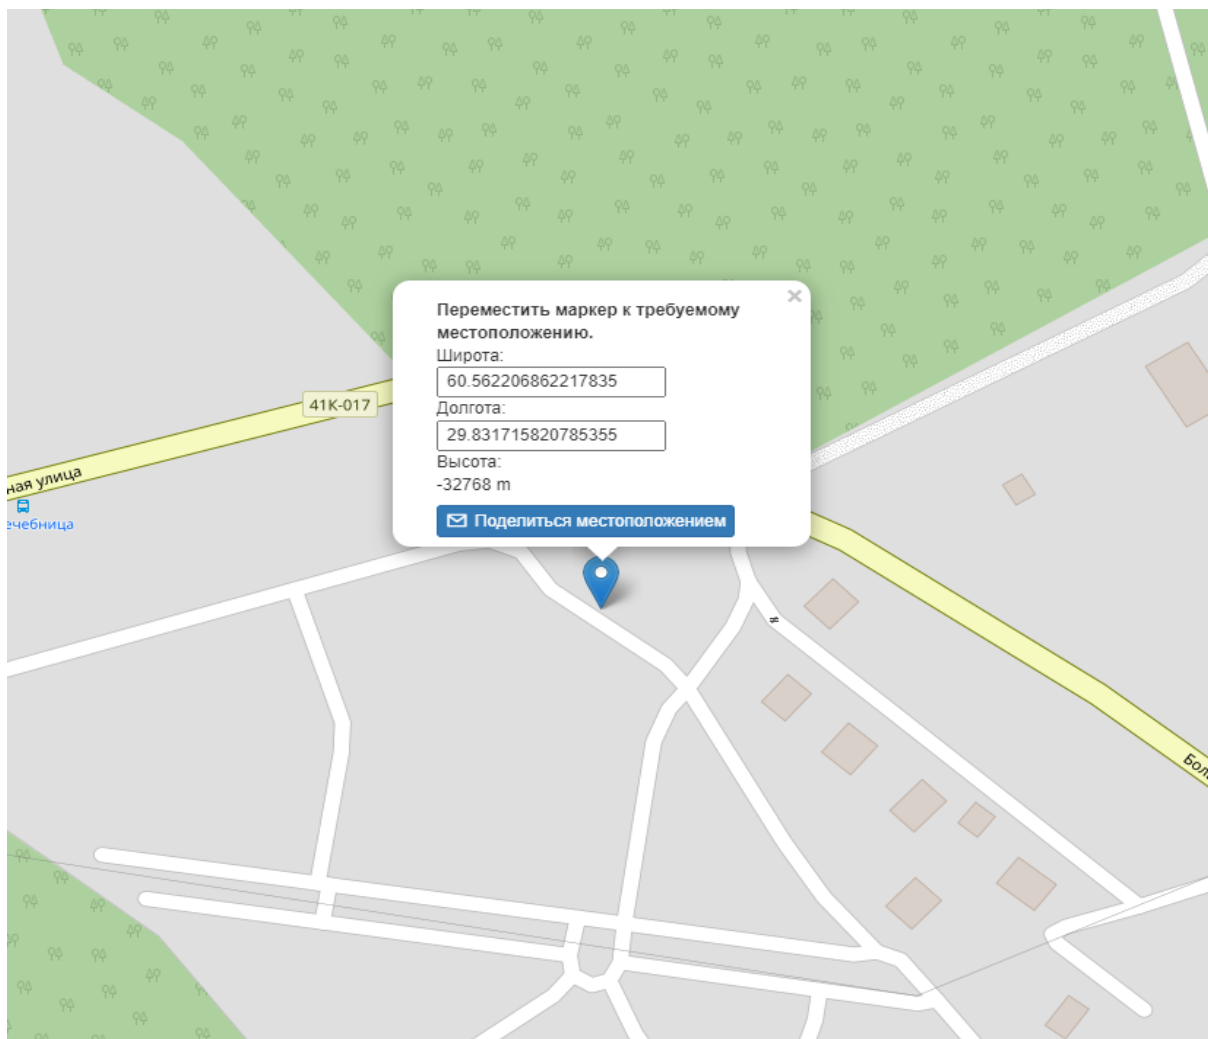 Переместить маркер к требуемому
местоположению.
Широта:
60.562206862217835
41К-017
Долгота:
29.831715820785355
Высота:
-32768 m
ная улица
Поделиться местоположением
ечебница
Бол